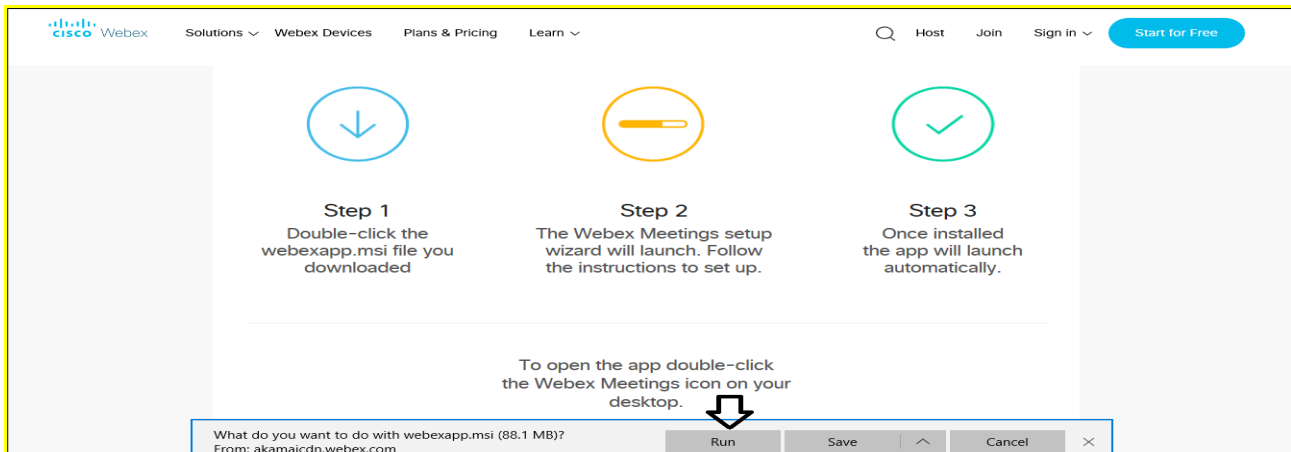 CISCO Webex Solutions Webex Devices Plans & Pricing Learn Host Join Sign in Start for Free
Step 1
Double-click the
webexapp.msi file you
downloaded
Step 2
The Webex Meetings setup
wizard will launch. Follow
the instructions to set up.
Step 3
Once installed
the app will launch
automatically.
To open the app double-click
the Webex Meetings icon on your
desktop.
What do you want to do with webexapp.msi (88.1 MB)?
From: akamaicdn.webex.com
Run Save Cancel